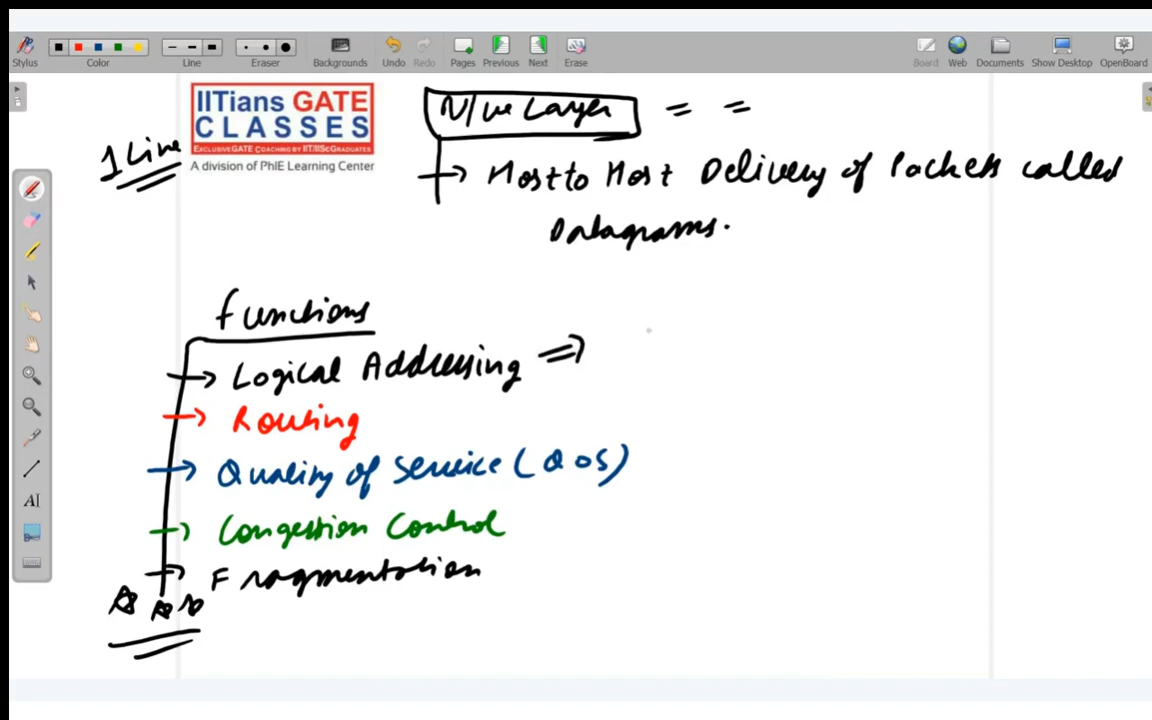 Stylus
Color
Line
Eraser
Backgrounds
Undo
Redo
Pages
Previous
Next
Erase
Board
Web
Documents
Show Desktop
OpenBoard
IITians GATE
CLASSES
EXCLUSIVE GATE COACHING BY IIT/IISc GRADUATES
A division of PhIE Learning Center
1 Line
N/w Layer = =
→ Host to Host Delivery of Packets called
Datagrams.
functions
→ Logical Addressing ⇒
→ Routing
→ Quality of Service (QoS)
→ Congestion Control
→ Fragmentation
AI